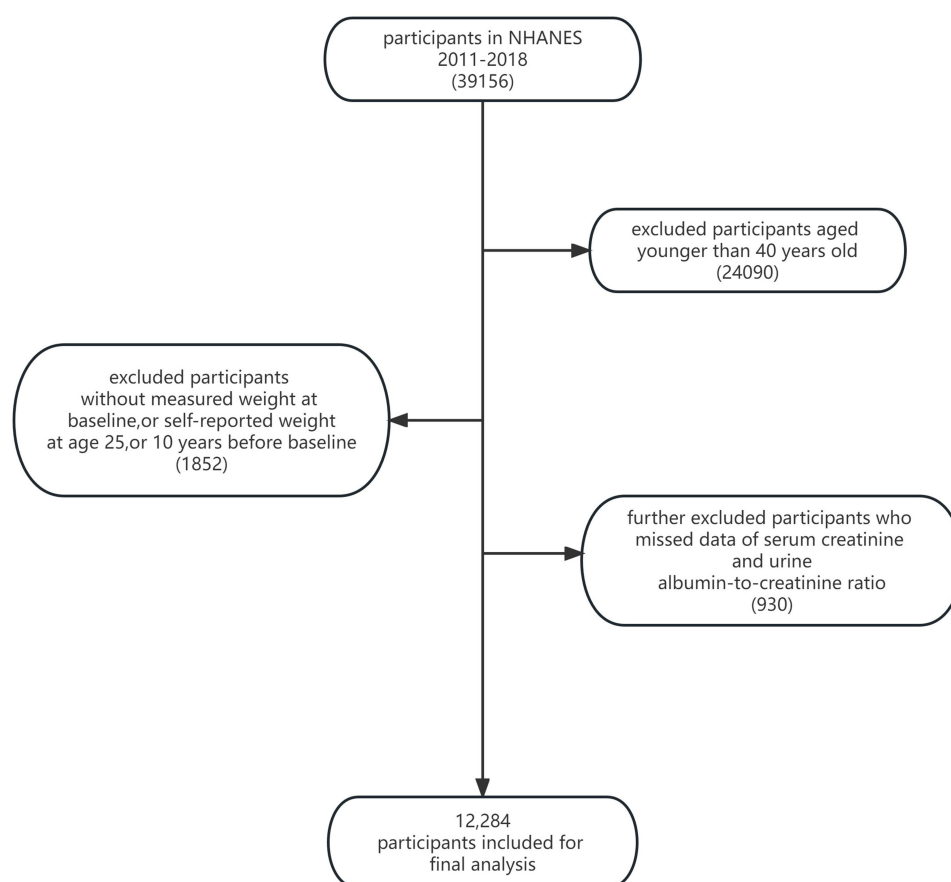 participants in NHANES
2011-2018
(39156)
excluded participants aged
younger than 40 years old
(24090)
excluded participants
without measured weight at
baseline,or self-reported weight
at age 25,or 10 years before baseline
(1852)
further excluded participants who
missed data of serum creatinine
and urine
albumin-to-creatinine ratio
(930)
12,284
participants included for
final analysis